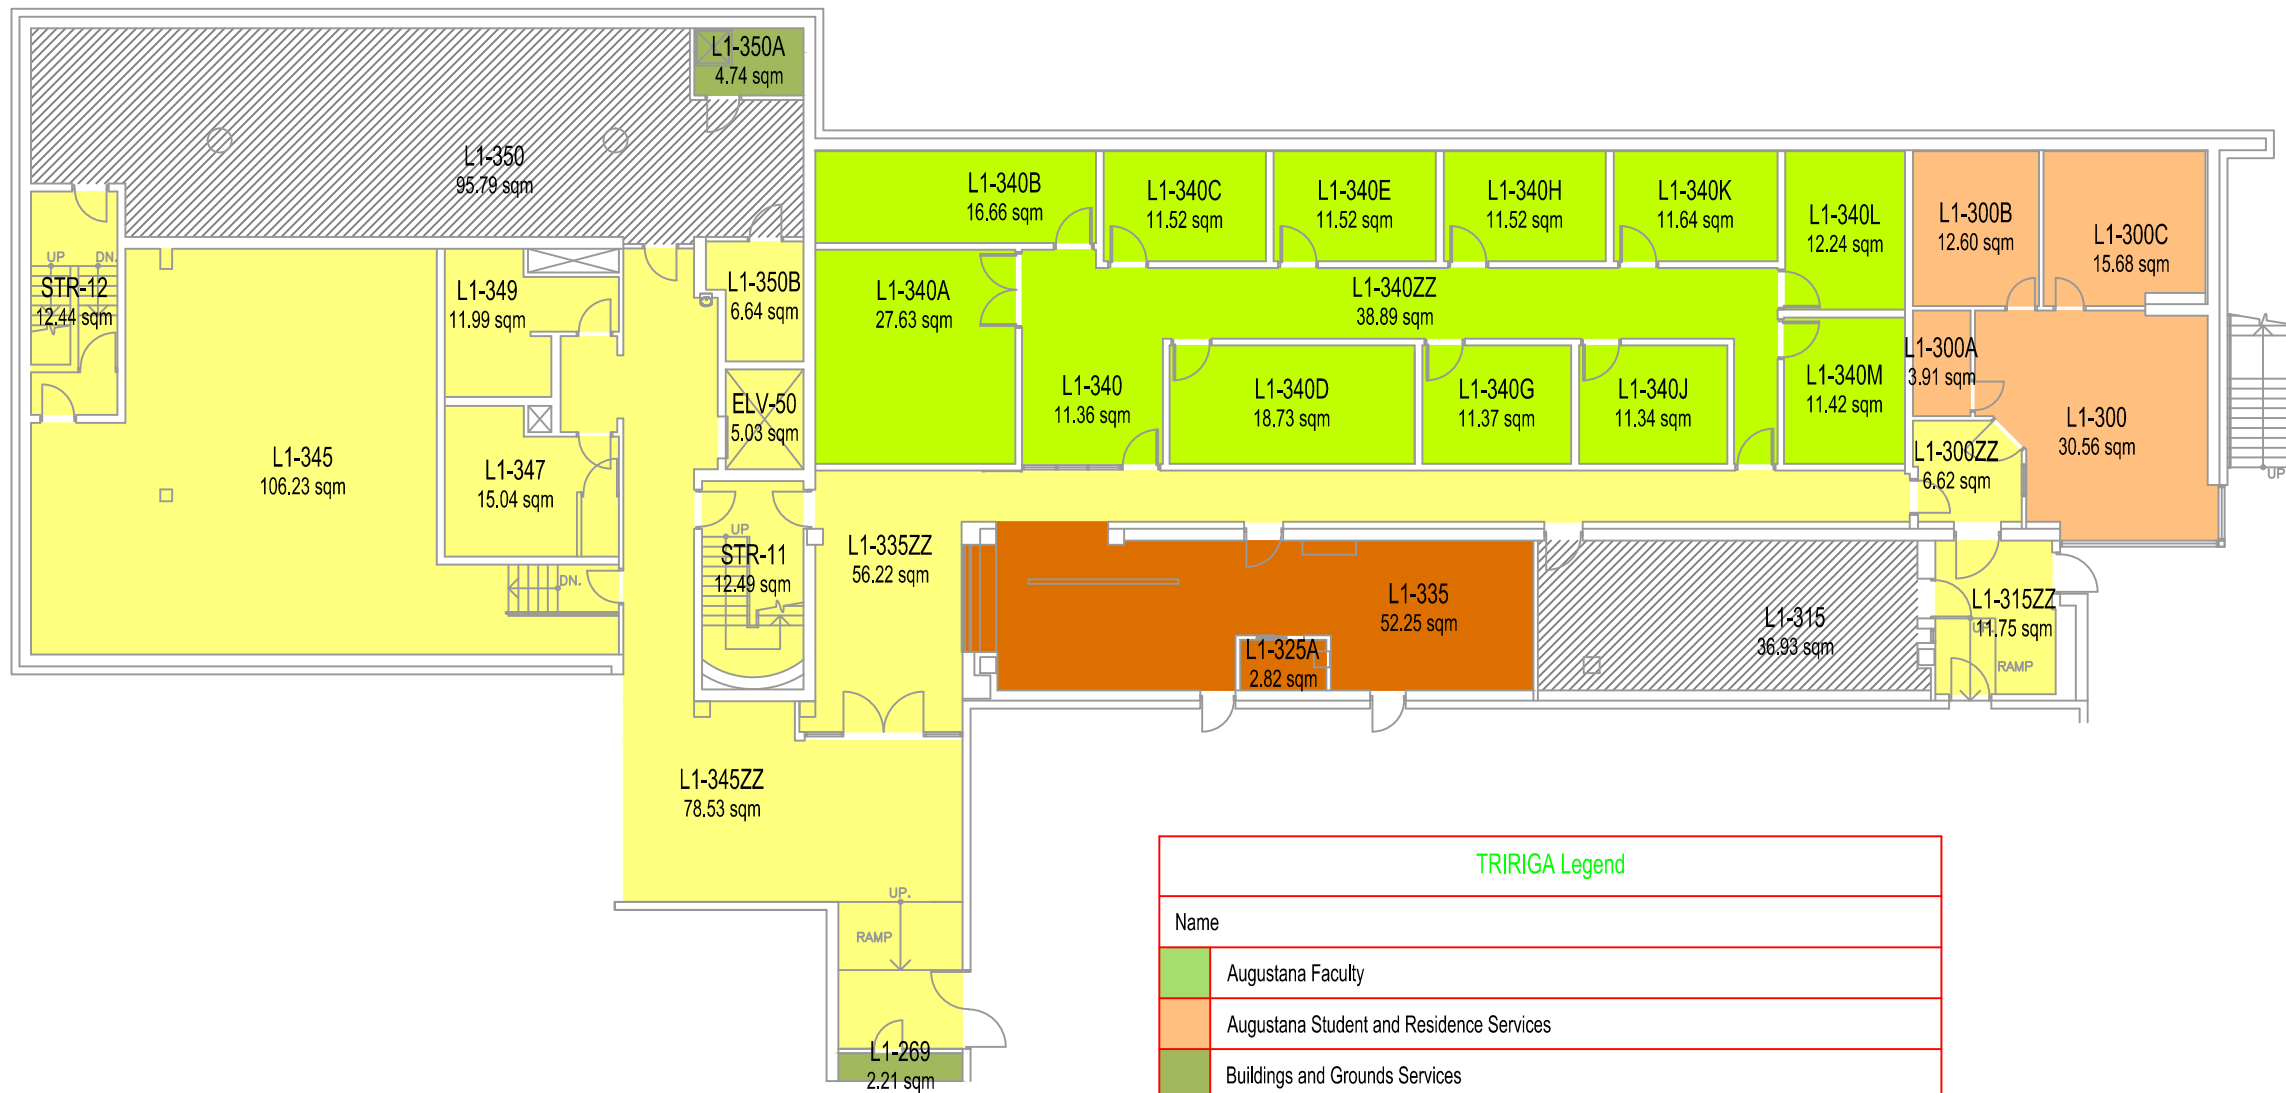 L1-350A
4.74 sqm
L1-350
95.79 sqm
L1-340B
16.66 sqm
L1-340C
11.52 sqm
L1-340E
11.52 sqm
L1-340H
11.52 sqm
L1-340K
11.64 sqm
L1-340L
12.24 sqm
L1-300B
12.60 sqm
L1-300C
15.68 sqm
UP
DN.
STR-12
12.44 sqm
L1-349
11.99 sqm
L1-350B
6.64 sqm
L1-340A
27.63 sqm
L1-340ZZ
38.89 sqm
L1-300A
3.91 sqm
L1-340
11.36 sqm
L1-340D
18.73 sqm
L1-340G
11.37 sqm
L1-340J
11.34 sqm
L1-340M
11.42 sqm
L1-300
30.56 sqm
ELV-50
5.03 sqm
L1-345
106.23 sqm
L1-347
15.04 sqm
L1-300ZZ
6.62 sqm
UP
UP
STR-11
12.49 sqm
L1-335ZZ
56.22 sqm
DN.
L1-335
52.25 sqm
L1-315
36.93 sqm
L1-315ZZ
11.75 sqm
UP
RAMP
L1-325A
2.82 sqm
L1-345ZZ
78.53 sqm
UP.
RAMP
L1-269
2.21 sqm
TRIRIGA Legend
Name
Augustana Faculty
Augustana Student and Residence Services
Buildings and Grounds Services